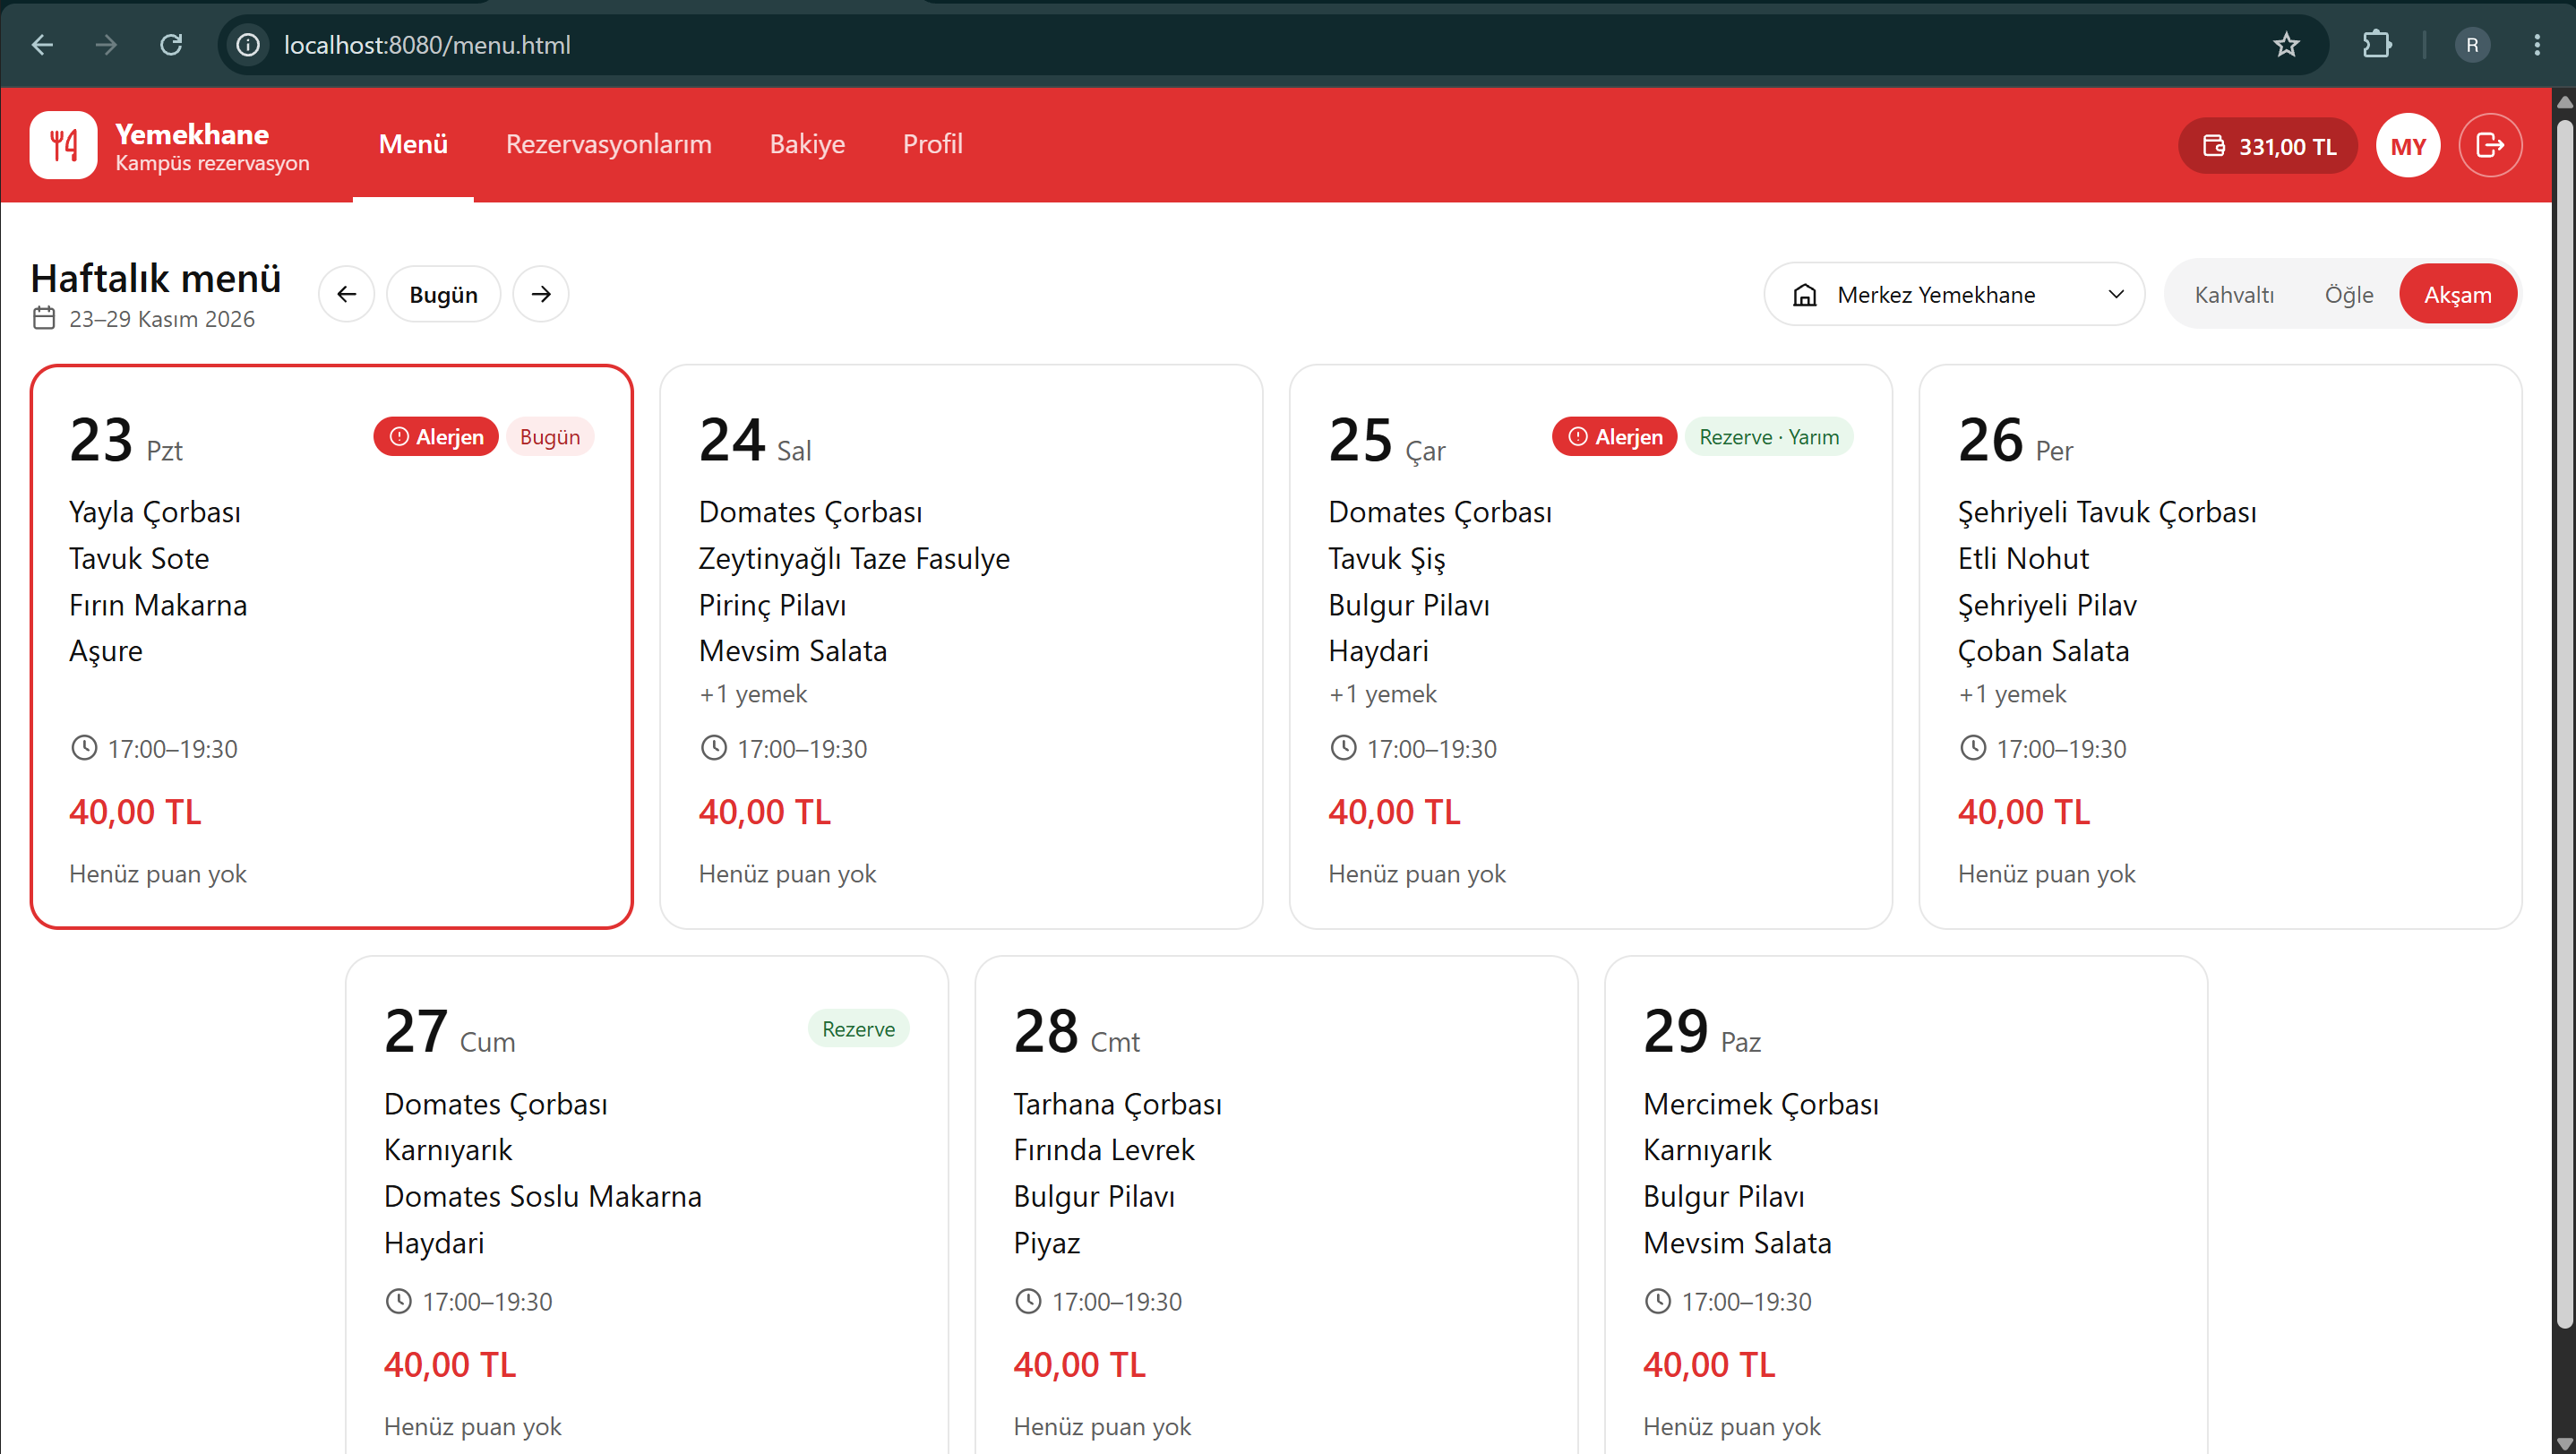 localhost:8080/menu.html
R
Yemekhane
Kampüs rezervasyon
Menü
Rezervasyonlarım
Bakiye
Profil
331,00 TL
MY
Haftalık menü
23–29 Kasım 2026
Bugün
Merkez Yemekhane
Kahvaltı
Öğle
Akşam
23 Pzt
Alerjen
Bugün
Yayla Çorbası
Tavuk Sote
Fırın Makarna
Aşure
17:00–19:30
40,00 TL
Henüz puan yok
24 Sal
Domates Çorbası
Zeytinyağlı Taze Fasulye
Pirinç Pilavı
Mevsim Salata
+1 yemek
17:00–19:30
40,00 TL
Henüz puan yok
25 Çar
Alerjen
Rezerve · Yarım
Domates Çorbası
Tavuk Şiş
Bulgur Pilavı
Haydari
+1 yemek
17:00–19:30
40,00 TL
Henüz puan yok
26 Per
Şehriyeli Tavuk Çorbası
Etli Nohut
Şehriyeli Pilav
Çoban Salata
+1 yemek
17:00–19:30
40,00 TL
Henüz puan yok
27 Cum
Rezerve
Domates Çorbası
Karnıyarık
Domates Soslu Makarna
Haydari
17:00–19:30
40,00 TL
Henüz puan yok
28 Cmt
Tarhana Çorbası
Fırında Levrek
Bulgur Pilavı
Piyaz
17:00–19:30
40,00 TL
Henüz puan yok
29 Paz
Mercimek Çorbası
Karnıyarık
Bulgur Pilavı
Mevsim Salata
17:00–19:30
40,00 TL
Henüz puan yok